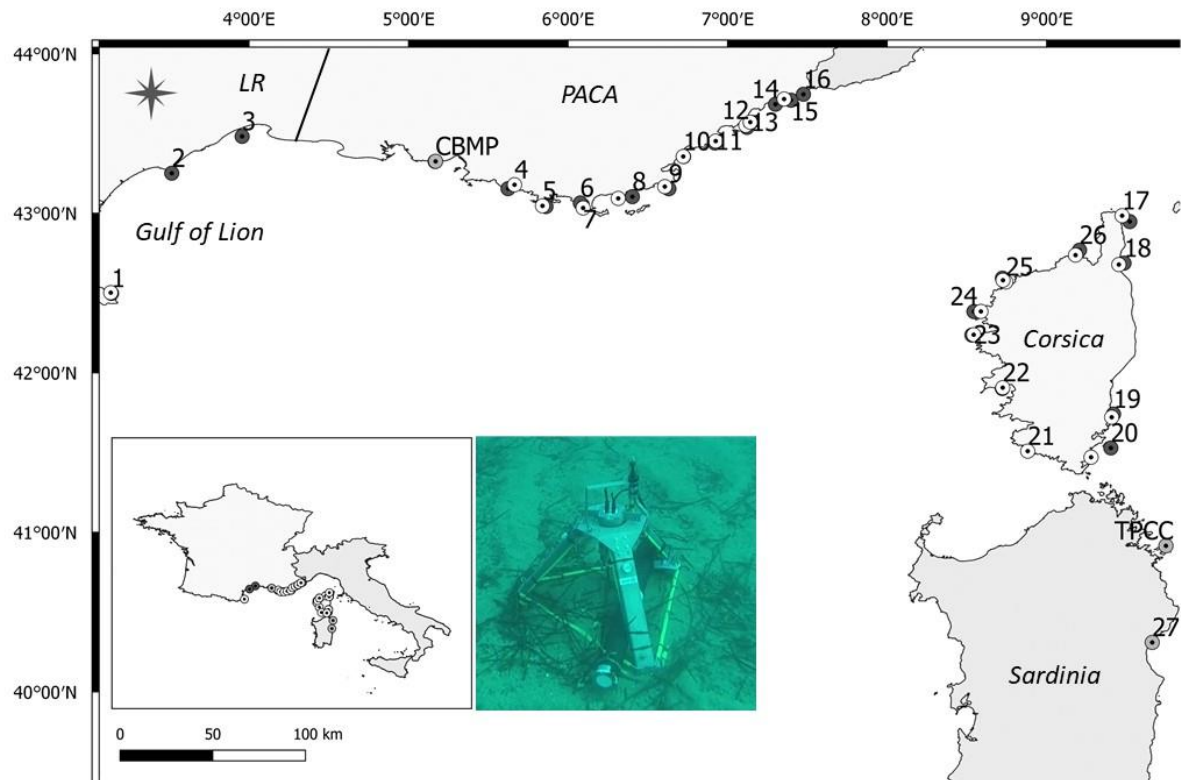 4°00′E 5°00′E 6°00′E 7°00′E 8°00′E 9°00′E
44°00′N
LR
PACA
16
14
15
3
12
13
CBMP
10 11
2
4
9
8
6
5
7
43°00′N
Gulf of Lion
17
26
18
25
1
24
Corsica
23
42°00′N
22
19
20
21
41°00′N
TPCC
27
Sardinia
40°00′N
0 50 100 km